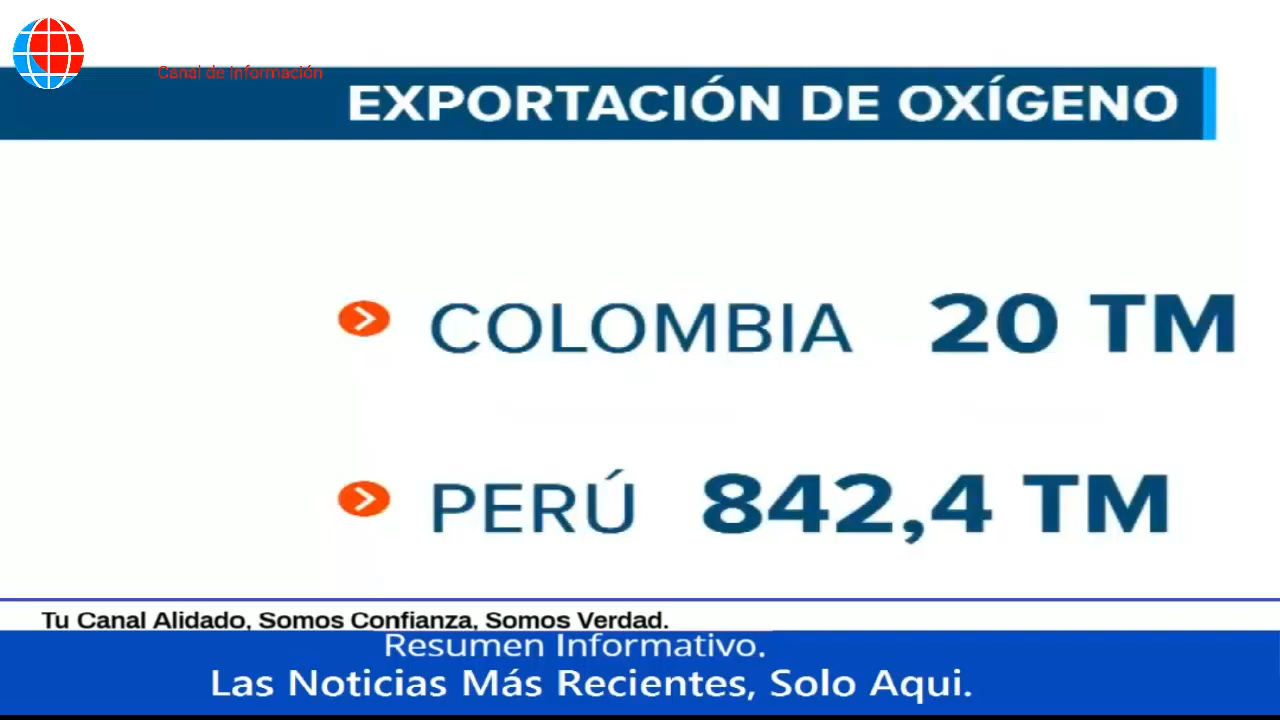 Canal de Información
EXPORTACIÓN DE OXÍGENO
COLOMBIA 20 TM
PERÚ 842,4 TM
Tu Canal Alidado, Somos Confianza, Somos Verdad.
Resumen Informativo.
Las Noticias Más Recientes, Solo Aqui.